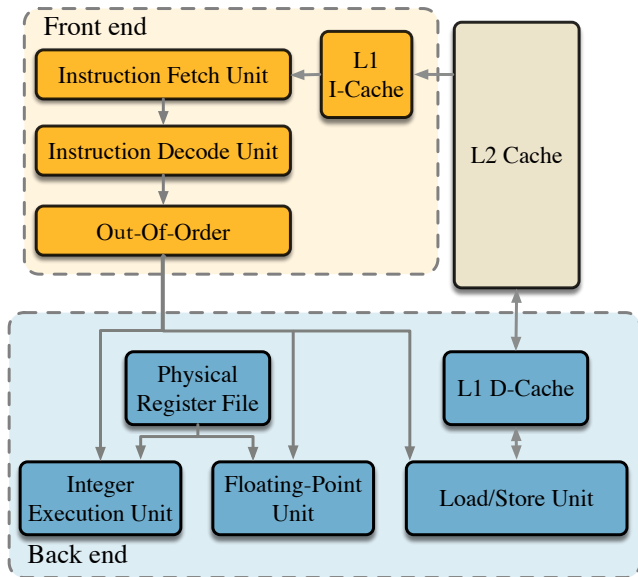 Front end
L1
I-Cache
Instruction Fetch Unit
L2 Cache
Instruction Decode Unit
Out-Of-Order
Physical
Register File
L1 D-Cache
Integer
Execution Unit
Floating-Point
Unit
Load/Store Unit
Back end